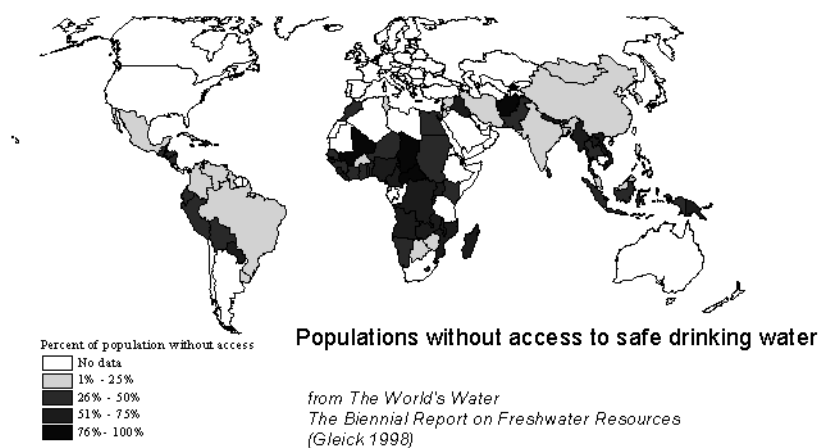 Populations without access to safe drinking water
Percent of population without access
No data
1% - 25%
26% - 50%
51% - 75%
76% - 100%
from The World's Water
The Biennial Report on Freshwater Resources
(Gleick 1998)